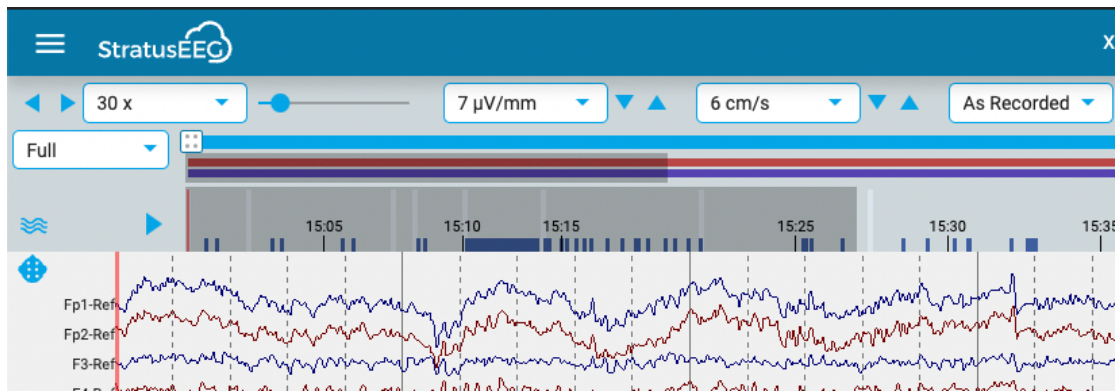 StratusEEG
X
30 x
7 µV/mm
6 cm/s
As Recorded
Full
15:05
15:10
15:15
15:25
15:30
15:35
Fp1-Ref
Fp2-Ref
F3-Ref